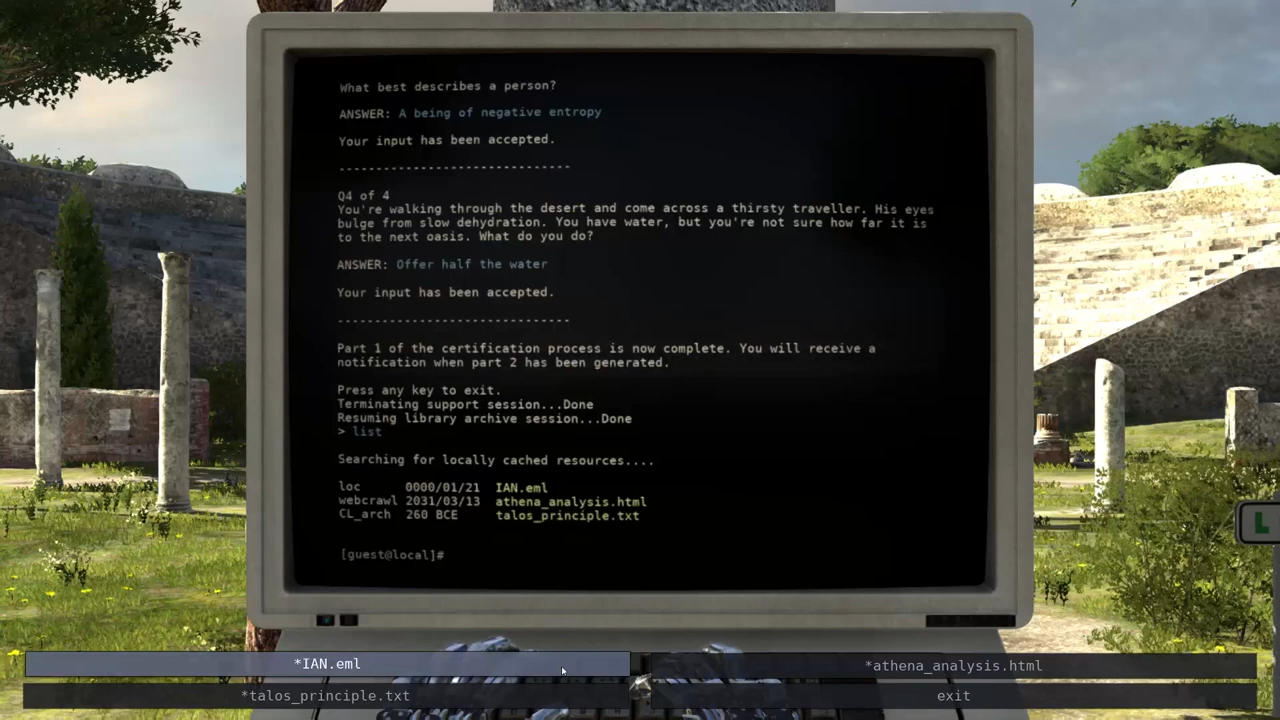 What best describes a person?
ANSWER: A being of negative entropy
Your input has been accepted.
-----------------------------
Q4 of 4
You're walking through the desert and come across a thirsty traveller. His eyes
bulge from slow dehydration. You have water, but you're not sure how far it is
to the next oasis. What do you do?
ANSWER: Offer half the water
Your input has been accepted.
-----------------------------
Part 1 of the certification process is now complete. You will receive a
notification when part 2 has been generated.
Press any key to exit.
Terminating support session...Done
Resuming library archive session...Done
> list
Searching for locally cached resources....
loc 0000/01/21 IAN.eml
webcrawl 2031/03/13 athena_analysis.html
CL_arch 260 BCE talos_principle.txt
[guest@local]#
L
*IAN.eml *athena_analysis.html
*talos_principle.txt exit